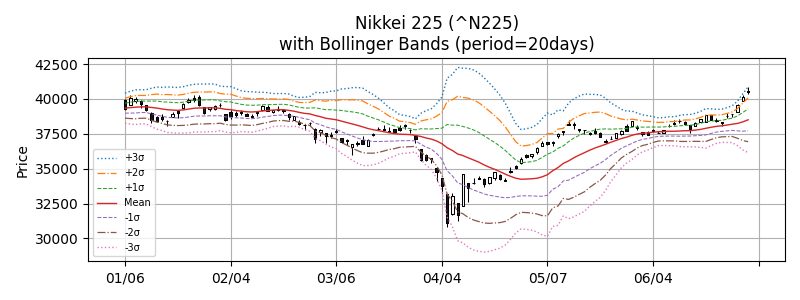 Nikkei 225 (^N225)
with Bollinger Bands (period=20days)
Price
42500
40000
37500
35000
32500
30000
+3σ
+2σ
+1σ
Mean
-1σ
-2σ
-3σ
01/06 02/04 03/06 04/04 05/07 06/04